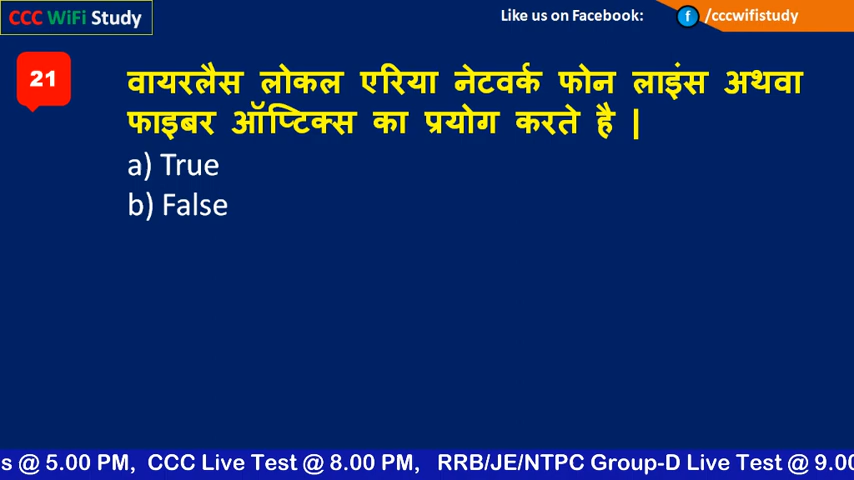 CCC WiFi Study
Like us on Facebook:
f /cccwifistudy
21
वायरलैस लोकल एरिया नेटवर्क फोन लाइंस अथवा
फाइबर ऑप्टिक्स का प्रयोग करते है |
a) True
b) False
s @ 5.00 PM, CCC Live Test @ 8.00 PM, RRB/JE/NTPC Group-D Live Test @ 9.00